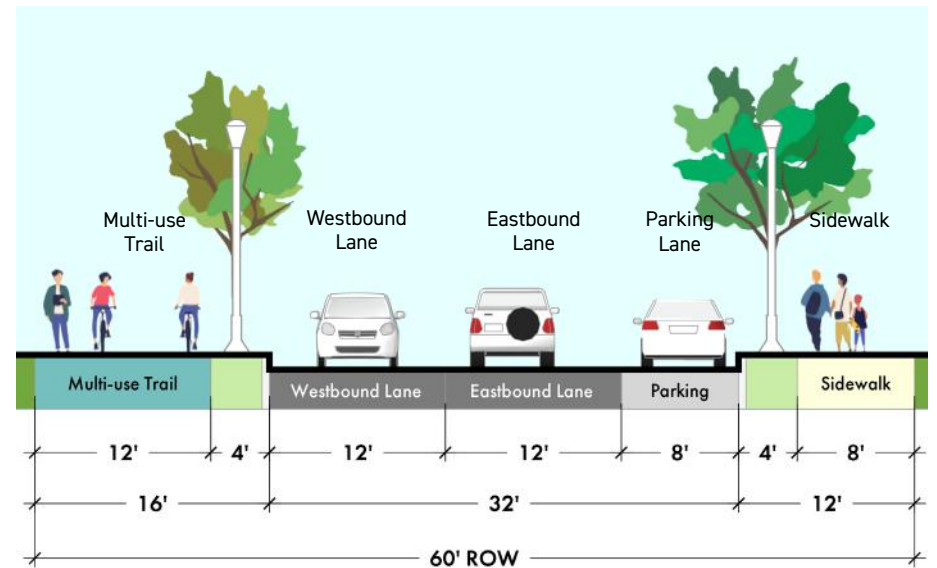 Multi-use
Trail
Westbound
Lane
Eastbound
Lane
Parking
Lane
Sidewalk
Multi-use Trail
Westbound Lane
Eastbound Lane
Parking
Sidewalk
12'
4'
12'
12'
8'
4'
8'
16'
32'
12'
60' ROW